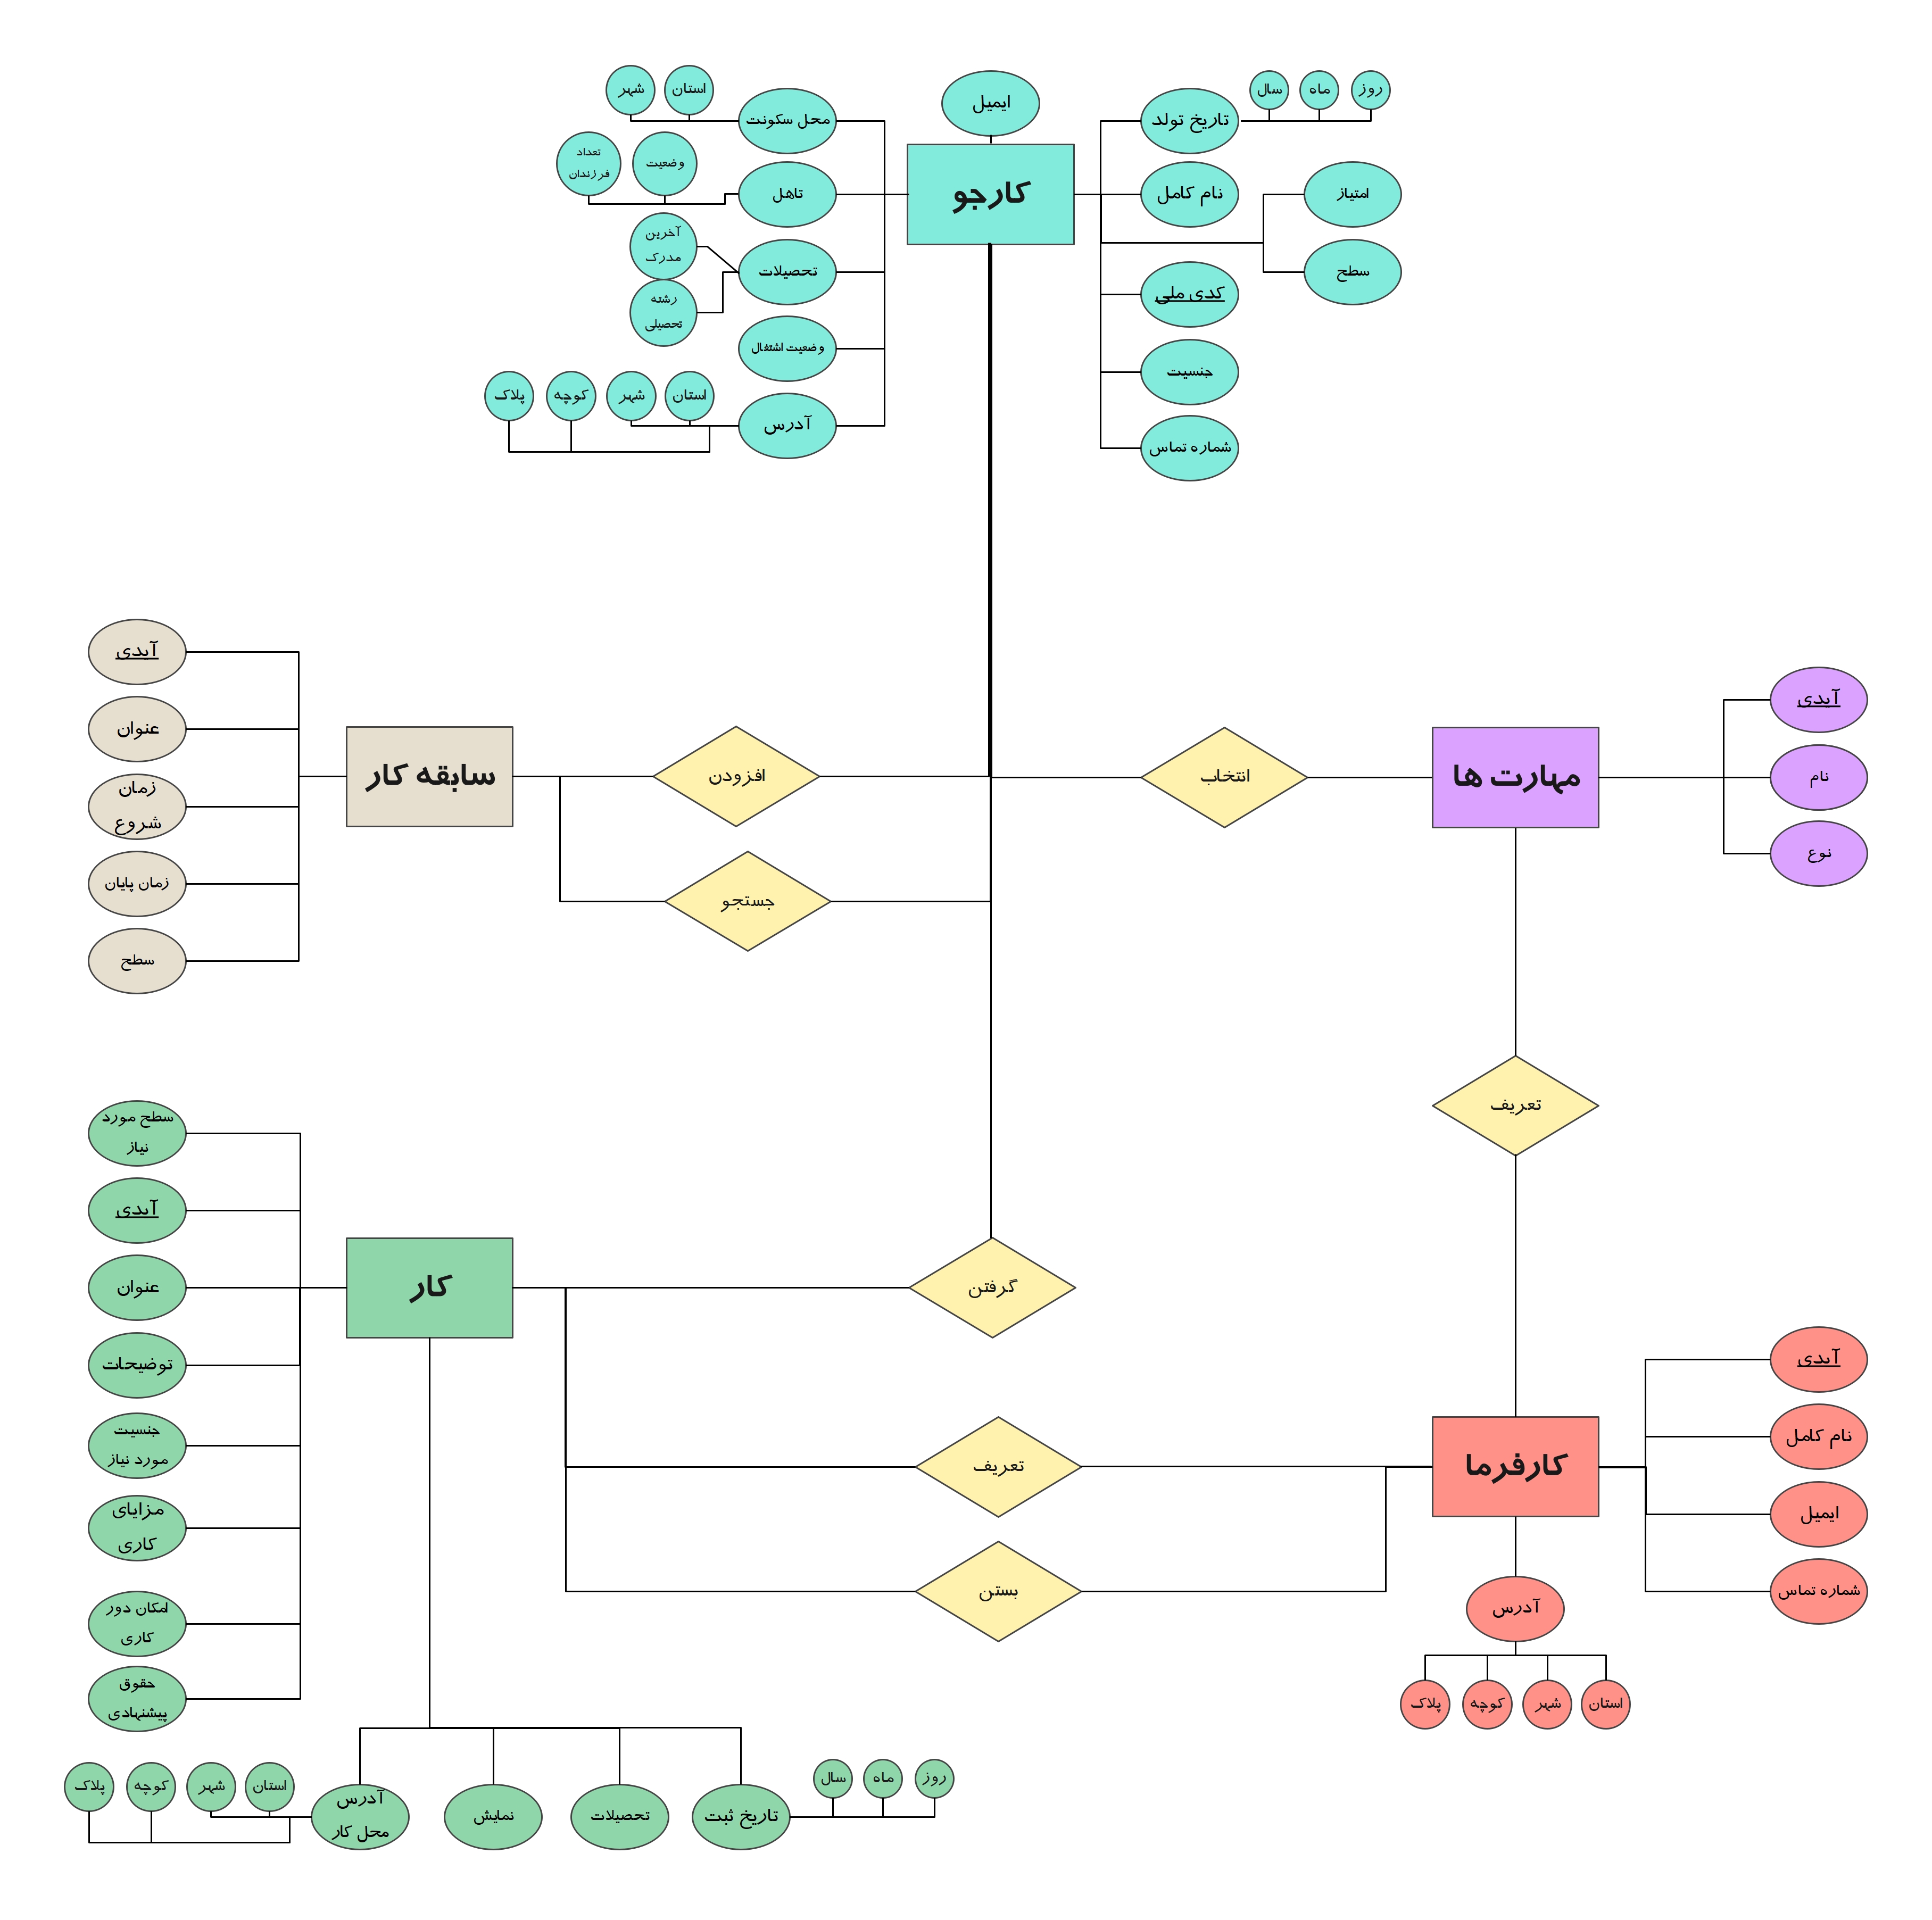 شهر
استان
ایمیل
سال
ماه
روز
محل سکونت
تاریخ تولد
تعداد
فرزندان
وضعیت
تاهل
کارجو
نام کامل
امتیاز
آخرین
مدرک
تحصیلات
سطح
رشته
تحصیلی
کدی ملی
وضعیت اشتغال
جنسیت
پلاک
کوچه
شهر
استان
آدرس
شماره تماس
آیدی
عنوان
زمان
شروع
زمان پایان
سطح
سابقه کار
افزودن
جستجو
انتخاب
مهارت ها
آیدی
نام
نوع
تعریف
سطح مورد
نیاز
آیدی
عنوان
توضیحات
جنسیت
مورد نیاز
مزایای
کاری
امکان دور
کاری
حقوق
پیشنهادی
کار
گرفتن
تعریف
بستن
کارفرما
آیدی
نام کامل
ایمیل
شماره تماس
آدرس
پلاک
کوچه
شهر
استان
پلاک
کوچه
شهر
استان
آدرس
محل کار
نمایش
تحصیلات
تاریخ ثبت
سال
ماه
روز